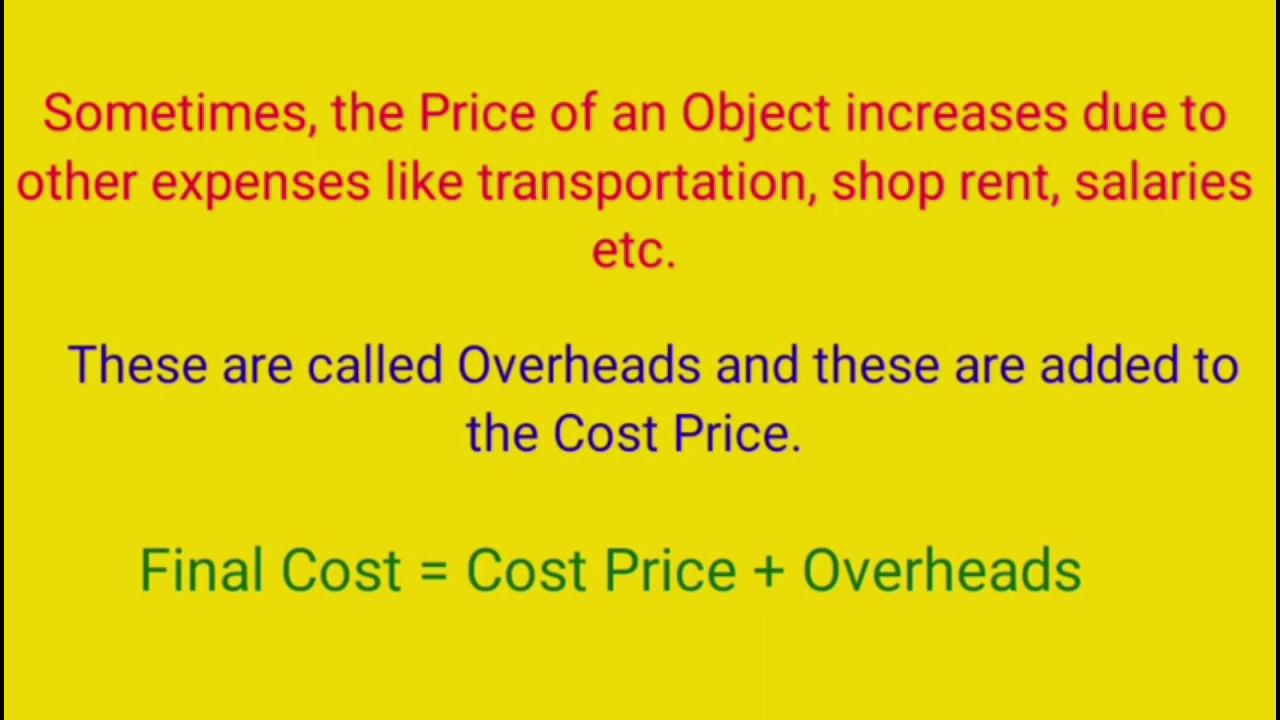 Sometimes, the Price of an Object increases due to
other expenses like transportation, shop rent, salaries
etc.
These are called Overheads and these are added to
the Cost Price.
Final Cost = Cost Price + Overheads